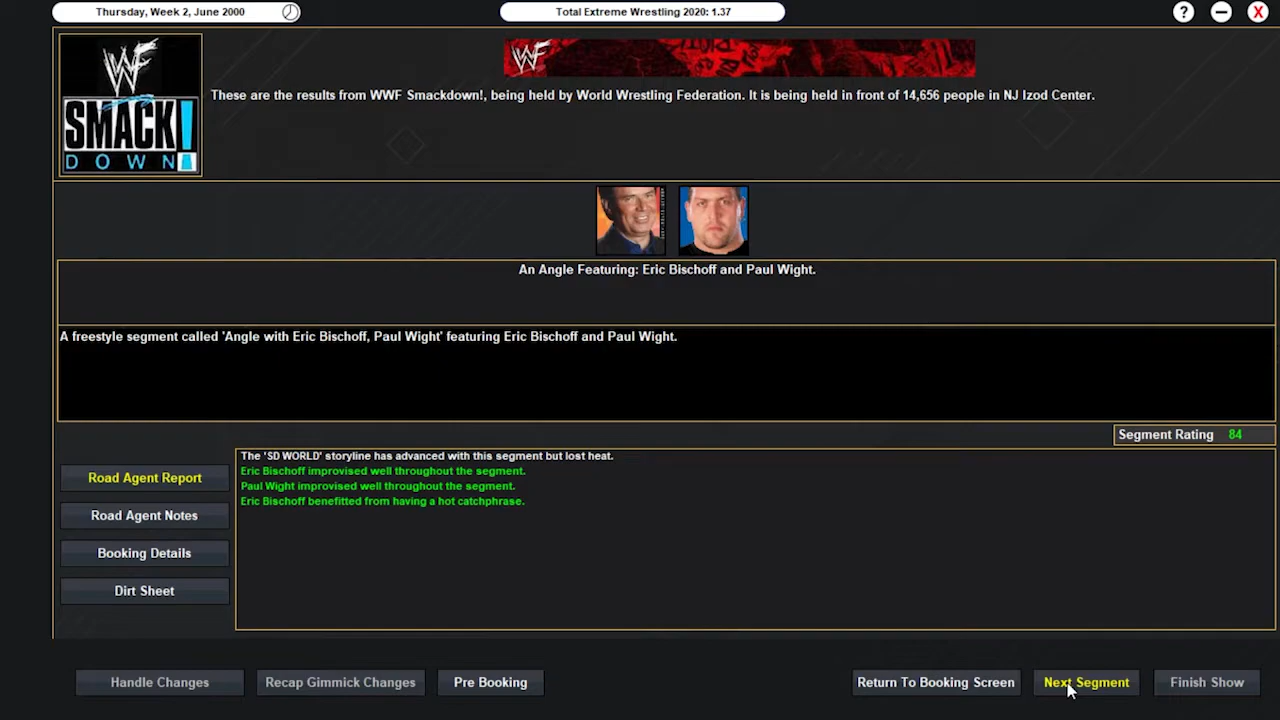 Thursday, Week 2, June 2000
Total Extreme Wrestling 2020: 1.37
?
X
WF
SMACK!
DOWN!
These are the results from WWF Smackdown!, being held by World Wrestling Federation. It is being held in front of 14,656 people in NJ Izod Center.
An Angle Featuring: Eric Bischoff and Paul Wight.
A freestyle segment called 'Angle with Eric Bischoff, Paul Wight' featuring Eric Bischoff and Paul Wight.
Segment Rating 84
Road Agent Report
Road Agent Notes
Booking Details
Dirt Sheet
The 'SD WORLD' storyline has advanced with this segment but lost heat.
Eric Bischoff improvised well throughout the segment.
Paul Wight improvised well throughout the segment.
Eric Bischoff benefitted from having a hot catchphrase.
Handle Changes
Recap Gimmick Changes
Pre Booking
Return To Booking Screen
Next Segment
Finish Show